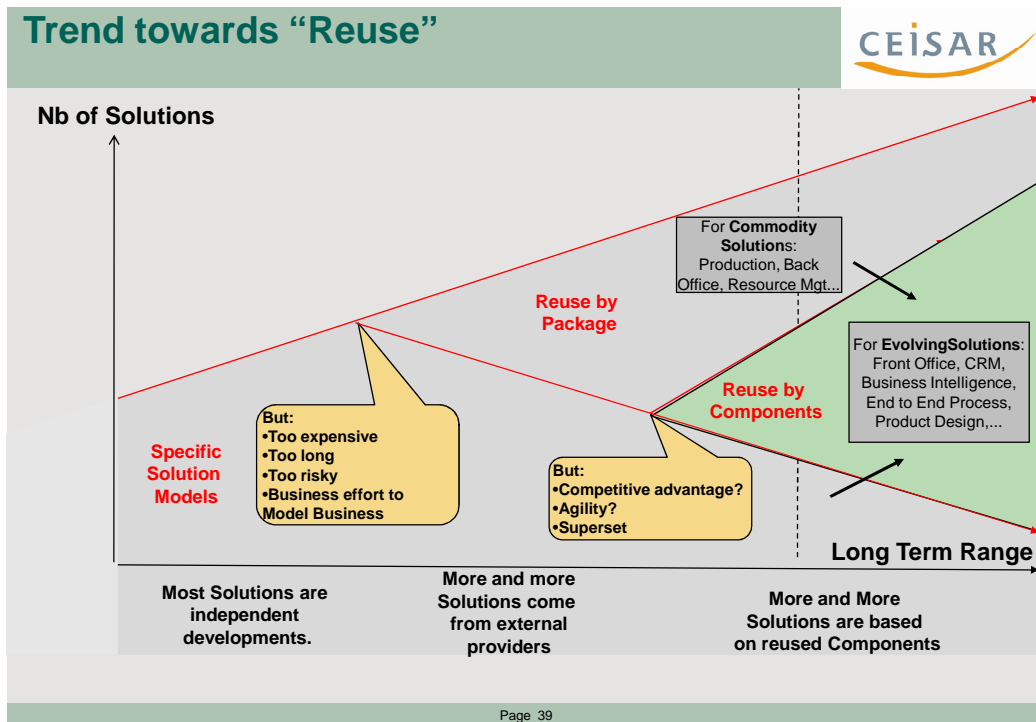 Trend towards “Reuse”
CEiSAR
Nb of Solutions
For Commodity
Solutions:
Production, Back
Office, Resource Mgt...
Reuse by
Package
For EvolvingSolutions:
Front Office, CRM,
Business Intelligence,
End to End Process,
Product Design,...
Reuse by
Components
But:
•Too expensive
•Too long
•Too risky
•Business effort to
Model Business
Specific
Solution
Models
But:
•Competitive advantage?
•Agility?
•Superset
Long Term Range
Most Solutions are
independent
developments.
More and more
Solutions come
from external
providers
More and More
Solutions are based
on reused Components
Page 39